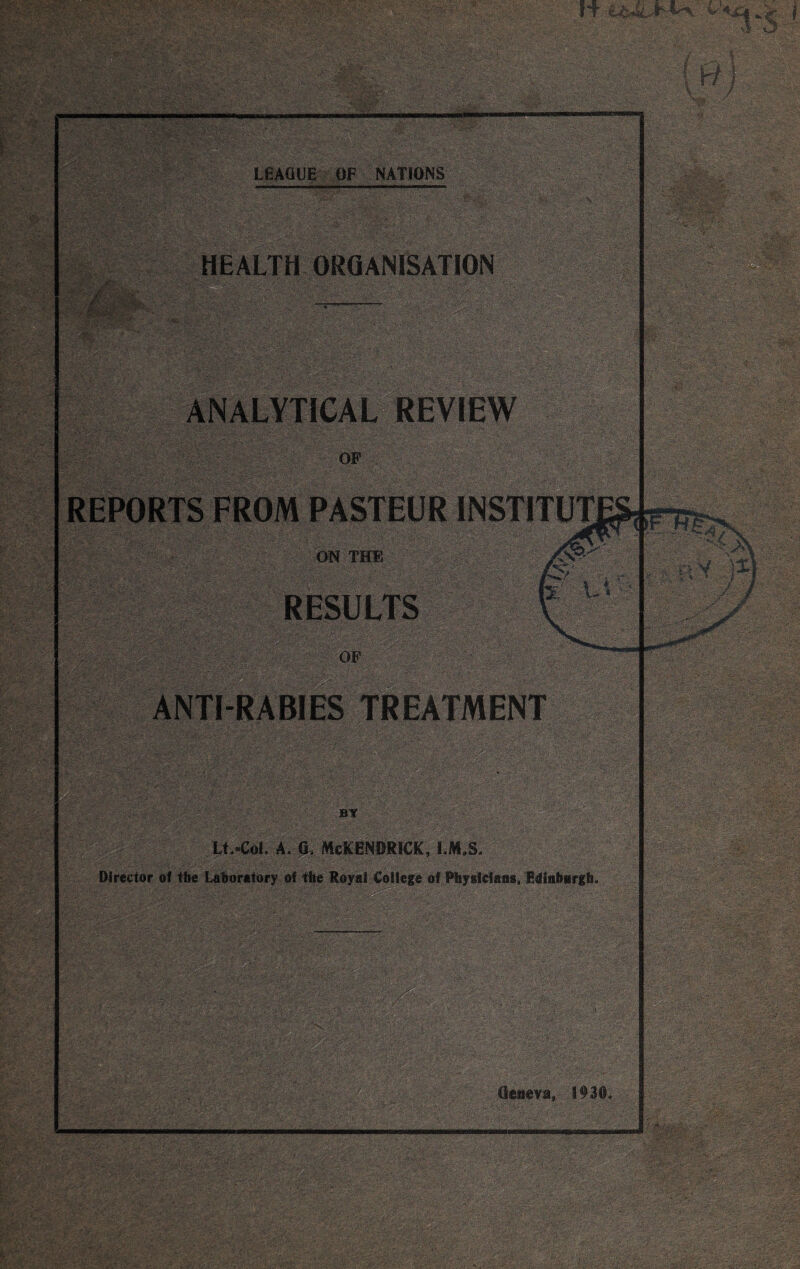 (A)
LEAGUE OF NATIONS
HEALTH ORGANISATION
ANALYTICAL REVIEW
OF
REPORTS FROM PASTEUR INSTITUTES
ON THE
RESULTS
OF
ANTI-RABIES TREATMENT
BY
Lt.-Col. A. G. McKENDRICK, I.M.S.
Director of the Laboratory of the Royal College of Physicians, Edinburgh.
Geneva, 1930.